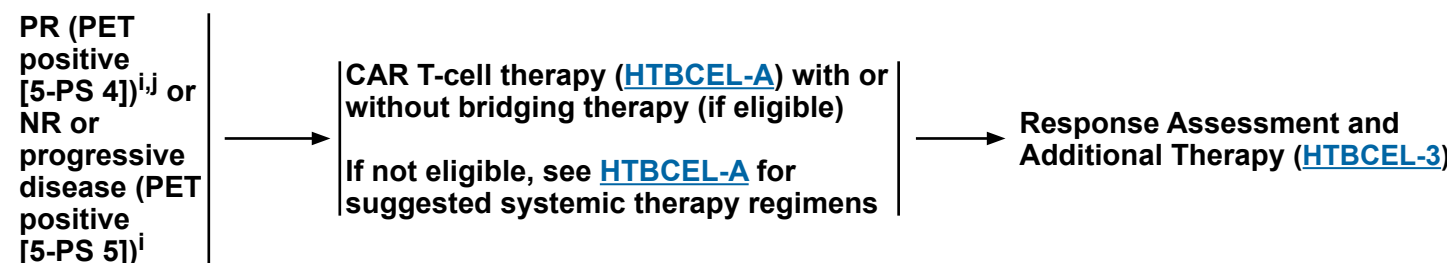 PR (PET
positive
[5-PS 4])i,j or
NR or
progressive
disease (PET
positive
[5-PS 5])i
CAR T-cell therapy (HTBCEL-A) with or
without bridging therapy (if eligible)
If not eligible, see HTBCEL-A for
suggested systemic therapy regimens
Response Assessment and
Additional Therapy (HTBCEL-3)